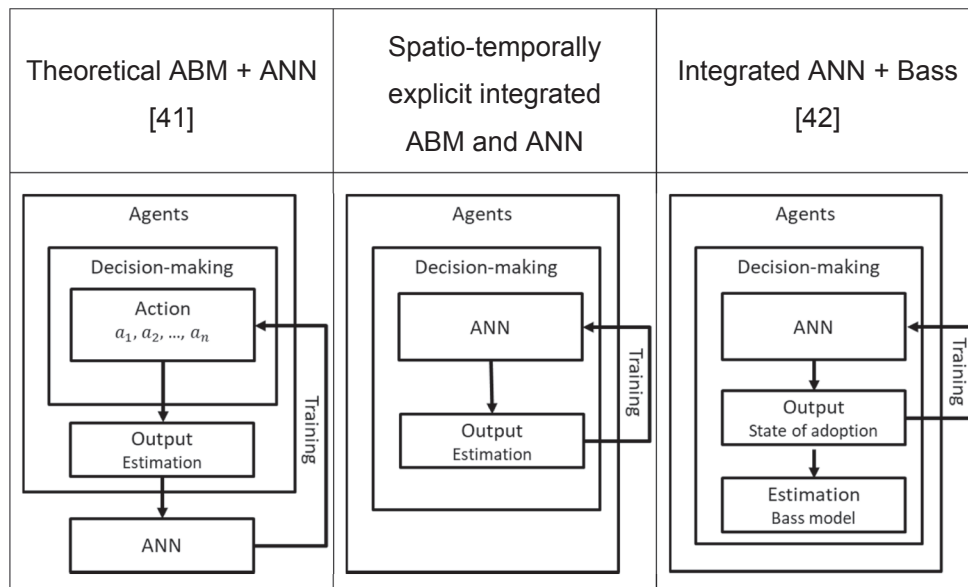 Theoretical ABM + ANN
[41]
Spatio-temporally
explicit integrated
ABM and ANN
Integrated ANN + Bass
[42]
Agents
Decision-making
Action
a₁, a₂, ..., aₙ
Output
Estimation
ANN
Training
Agents
Decision-making
ANN
Output
Estimation
Training
Agents
Decision-making
ANN
Output
State of adoption
Estimation
Bass model
Training